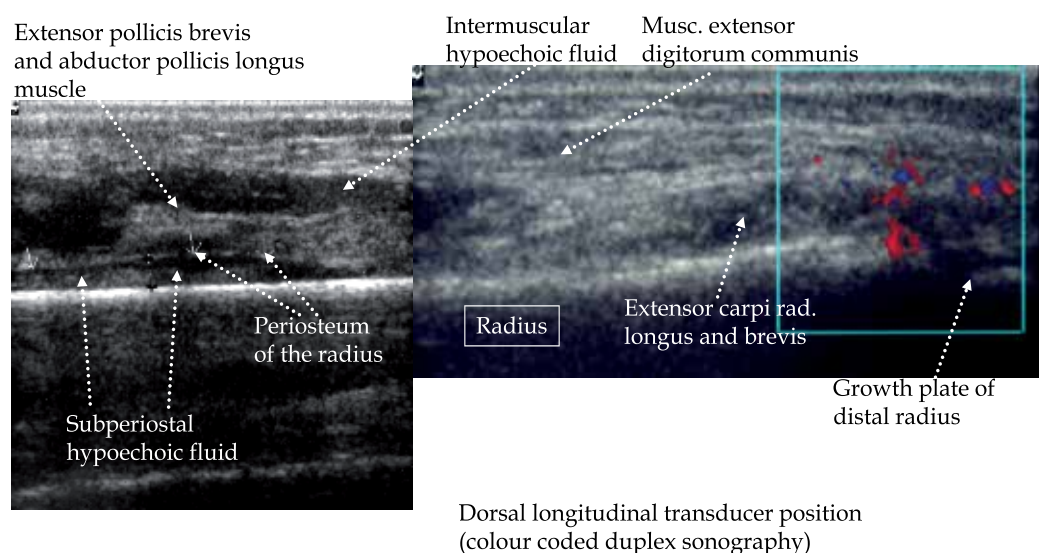 Extensor pollicis brevis
and abductor pollicis longus
muscle
Intermuscular
hypoechoic fluid
Musc. extensor
digitorum communis
Periosteum
of the radius
Subperiostal
hypoechoic fluid
Radius
Extensor carpi rad.
longus and brevis
Growth plate of
distal radius
Dorsal longitudinal transducer position
(colour coded duplex sonography)